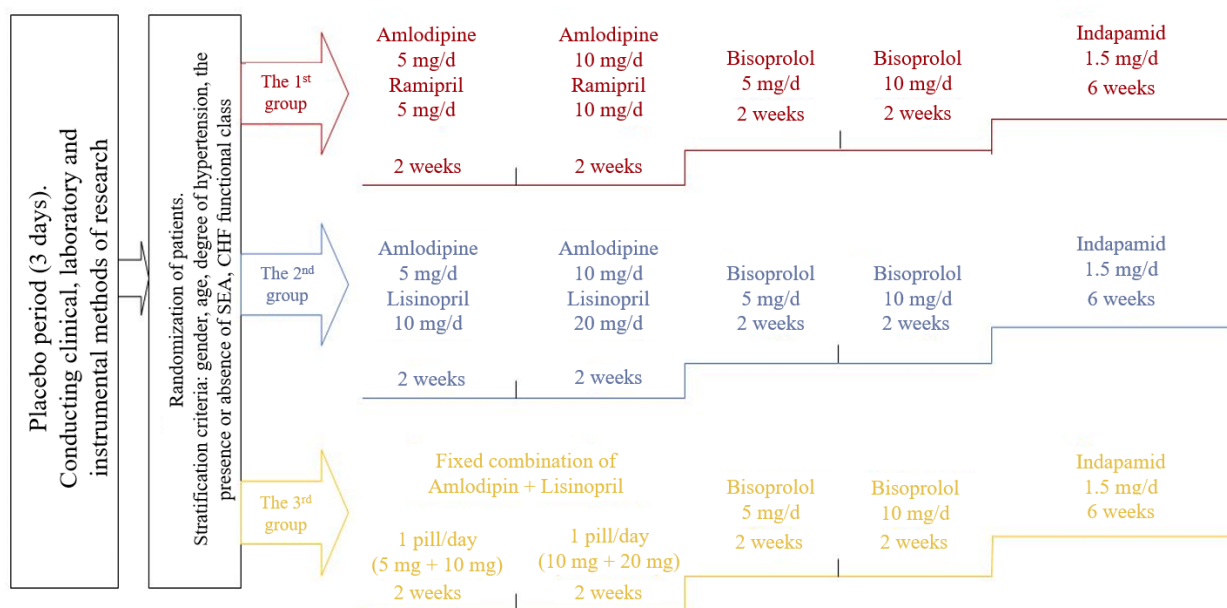 Placebo period (3 days).
Conducting clinical, laboratory and
instrumental methods of research
Randomization of patients.
Stratification criteria: gender, age, degree of hypertension, the
presence or absence of SEA, CHF functional class
The 1st
group
Amlodipine
5 mg/d
Ramipril
5 mg/d
2 weeks
Amlodipine
10 mg/d
Ramipril
10 mg/d
2 weeks
Bisoprolol
5 mg/d
2 weeks
Bisoprolol
10 mg/d
2 weeks
Indapamid
1.5 mg/d
6 weeks
The 2nd
group
Amlodipine
5 mg/d
Lisinopril
10 mg/d
2 weeks
Amlodipine
10 mg/d
Lisinopril
20 mg/d
2 weeks
Bisoprolol
5 mg/d
2 weeks
Bisoprolol
10 mg/d
2 weeks
Indapamid
1.5 mg/d
6 weeks
The 3rd
group
Fixed combination of
Amlodipin + Lisinopril
1 pill/day
(5 mg + 10 mg)
2 weeks
1 pill/day
(10 mg + 20 mg)
2 weeks
Bisoprolol
5 mg/d
2 weeks
Bisoprolol
10 mg/d
2 weeks
Indapamid
1.5 mg/d
6 weeks